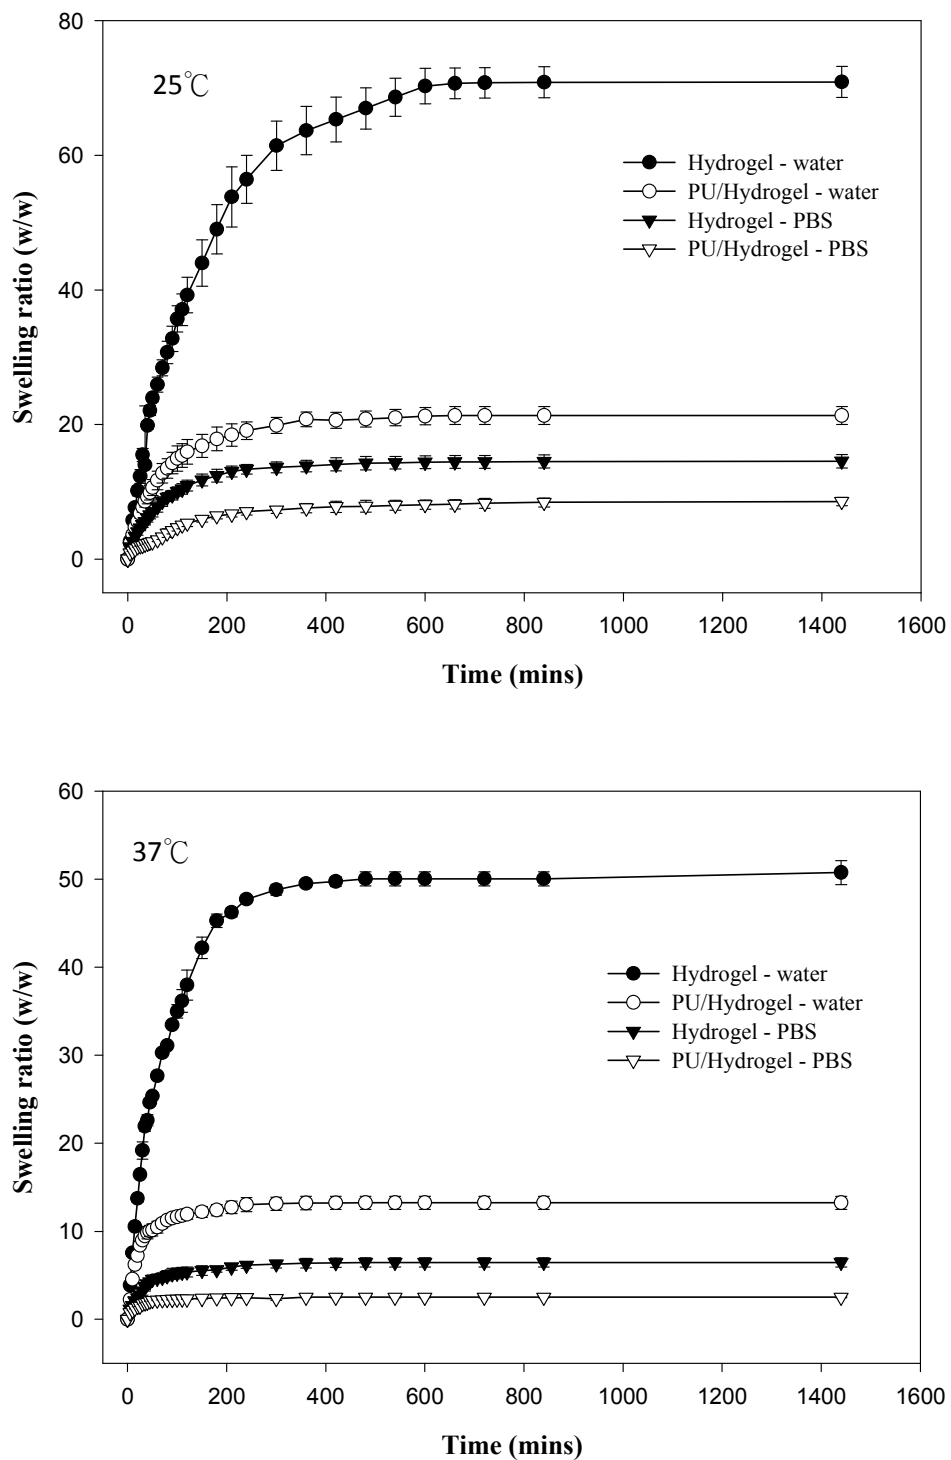 80
25℃
60
Hydrogel - water
PU/Hydrogel - water
Hydrogel - PBS
PU/Hydrogel - PBS
40
20
0
Swelling ratio (w/w)
0 200 400 600 800 1000 1200 1400 1600
Time (mins)
60
37℃
50
40
Hydrogel - water
PU/Hydrogel - water
Hydrogel - PBS
PU/Hydrogel - PBS
30
20
10
0
Swelling ratio (w/w)
0 200 400 600 800 1000 1200 1400 1600
Time (mins)